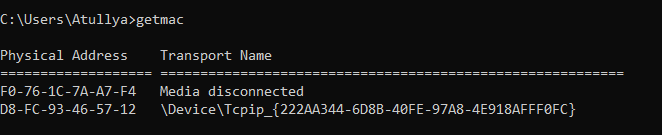 C:\Users\Atullya>getmac
Physical Address    Transport Name
=================== ==========================================================
F0-76-1C-7A-A7-F4   Media disconnected
D8-FC-93-46-57-12   \Device\Tcpip_{222AA344-6D8B-40FE-97A8-4E918AFFF0FC}